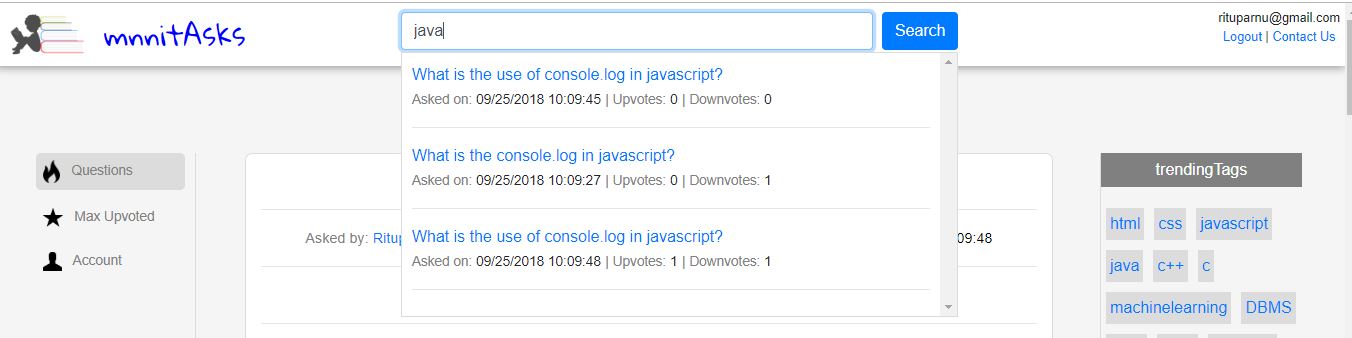 mnnitAsks
java
Search
rituparnu@gmail.com
Logout | Contact Us
What is the use of console.log in javascript?
Asked on: 09/25/2018 10:09:45 | Upvotes: 0 | Downvotes: 0
What is the console.log in javascript?
Asked on: 09/25/2018 10:09:27 | Upvotes: 0 | Downvotes: 1
What is the use of console.log in javascript?
Asked on: 09/25/2018 10:09:48 | Upvotes: 1 | Downvotes: 1
Questions
Max Upvoted
Account
Asked by: Ritup
09:48
trendingTags
html css javascript
java c++ c
machinelearning DBMS